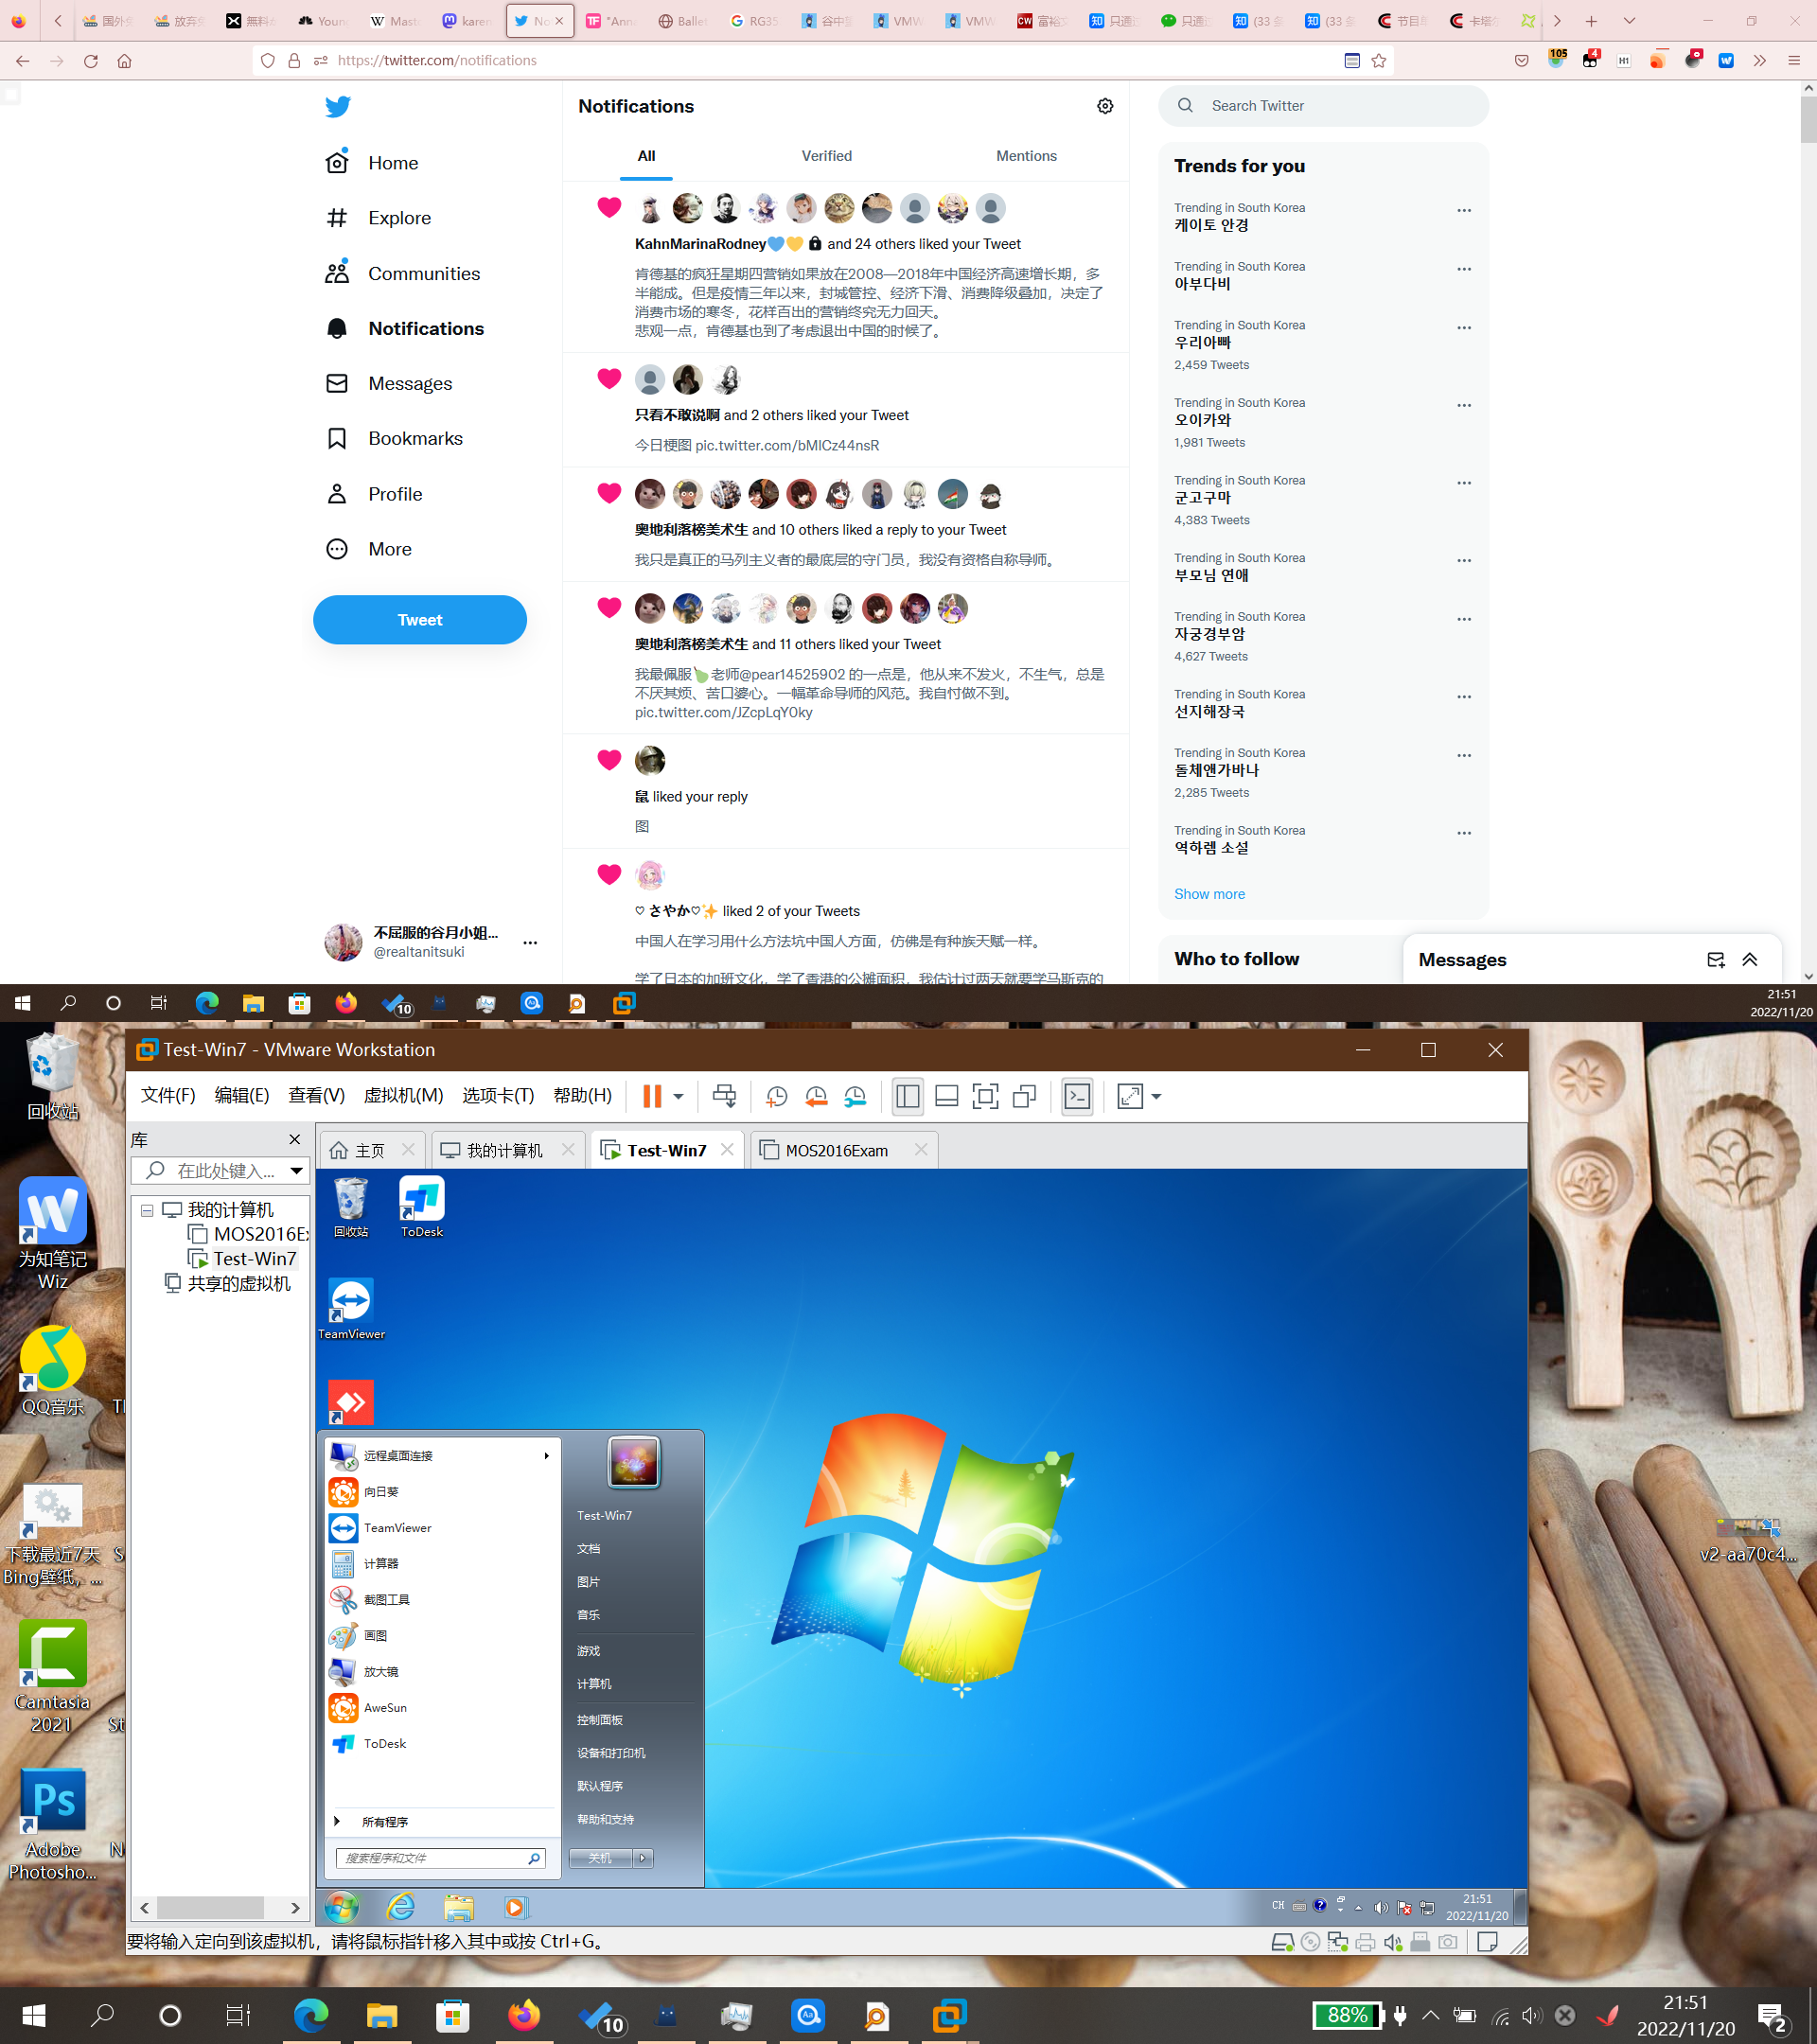 国外
放弃
無料
Youn
Mast
karen
No
"Anna
Ballet
RG35
谷中
VMW
VMW
富裕
只通过
只通过
(33 多
(33 多
节目
卡塔
https://twitter.com/notifications
105
4
Home
Explore
Communities
Notifications
Messages
Bookmarks
Profile
More
Tweet
不屈服的谷月小姐...
@realtanitsuki
Notifications
All
Verified
Mentions
KahnMarinaRodney💙💛 🔒 and 24 others liked your Tweet
肯德基的疯狂星期四营销如果放在2008—2018年中国经济高速增长期，多
半能成。但是疫情三年以来，封城管控、经济下滑、消费降级叠加，决定了
消费市场的寒冬，花样百出的营销终究无力回天。
悲观一点，肯德基也到了考虑退出中国的时候了。
只看不敢说啊 and 2 others liked your Tweet
今日梗图 pic.twitter.com/bMlCz44nsR
奥地利落榜美术生 and 10 others liked a reply to your Tweet
我只是真正的马列主义者的最底层的守门员，我没有资格自称导师。
奥地利落榜美术生 and 11 others liked your Tweet
我最佩服🍐老师@pear14525902 的一点是，他从来不发火，不生气，总是
不厌其烦、苦口婆心。一幅革命导师的风范。我自忖做不到。
pic.twitter.com/JZcpLqY0ky
鼠 liked your reply
图
♡ さやか♡✨ liked 2 of your Tweets
中国人在学习用什么方法坑中国人方面，仿佛是有种族天赋一样。
学了日本的加班文化，学了香港的公摊面积，我估计过两天就要学马斯克的
Search Twitter
Trends for you
Trending in South Korea
케이토 안경
Trending in South Korea
아부다비
Trending in South Korea
우리아빠
2,459 Tweets
Trending in South Korea
오이카와
1,981 Tweets
Trending in South Korea
군고구마
4,383 Tweets
Trending in South Korea
부모님 연애
Trending in South Korea
자궁경부암
4,627 Tweets
Trending in South Korea
선지해장국
Trending in South Korea
돌체앤가바나
2,285 Tweets
Trending in South Korea
역하렘 소설
Show more
Who to follow
Messages
10
21:51
2022/11/20
回收站
为知笔记
Wiz
QQ音乐
下载最近7天
Bing壁纸，...
Camtasia
2021
Ps
Adobe
Photosho...
v2-aa70c4...
Test-Win7 - VMware Workstation
文件(F) 编辑(E) 查看(V) 虚拟机(M) 选项卡(T) 帮助(H)
库
在此处键入...
我的计算机
MOS2016Ex
Test-Win7
共享的虚拟机
主页
我的计算机
Test-Win7
MOS2016Exam
回收站
ToDesk
TeamViewer
远程桌面连接
向日葵
TeamViewer
计算器
截图工具
画图
放大镜
AweSun
ToDesk
所有程序
搜索程序和文件
Test-Win7
文档
图片
音乐
游戏
计算机
控制面板
设备和打印机
默认程序
帮助和支持
关机
CH
21:51
2022/11/20
要将输入定向到该虚拟机，请将鼠标指针移入其中或按 Ctrl+G。
10
88%
21:51
2022/11/20
2